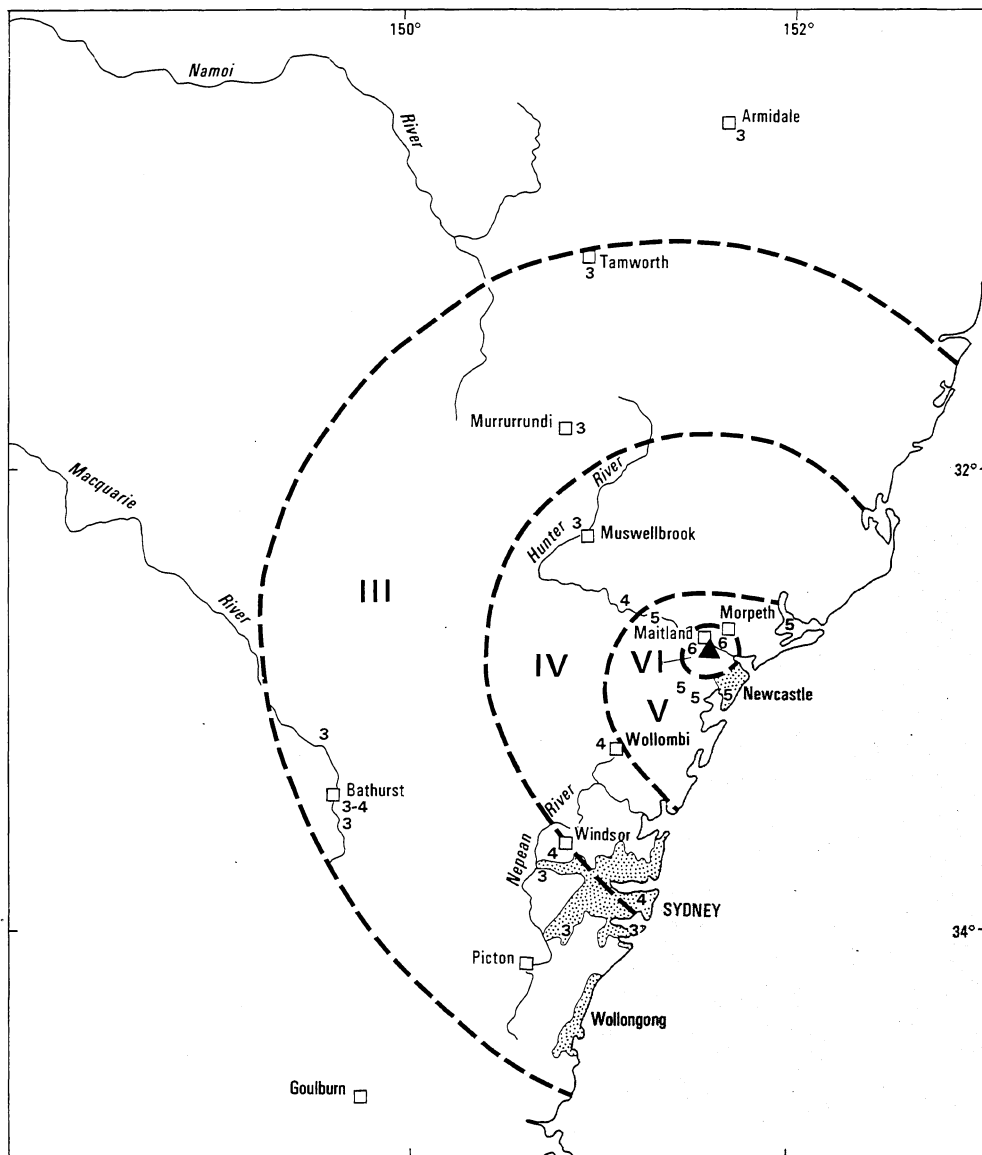 150°
152°
Namoi
River
Armidale
3
Tamworth
3
Murrurrundi
3
32°
Macquarie
River
River
Hunter
3
Muswellbrook
III
4
5
Morpeth
Maitland
5
6
6
IV
VI
5
5
5
Newcastle
V
4
Wollombi
3
Bathurst
3-4
3
River
Windsor
4
Nepean
3
4
SYDNEY
3
3?
34°
Picton
Wollongong
Goulburn